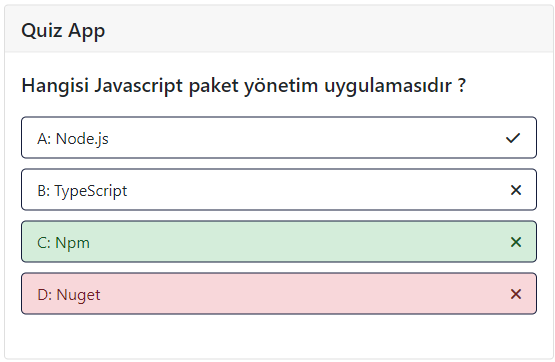 Quiz App
Hangisi Javascript paket yönetim uygulamasıdır ?
A: Node.js
B: TypeScript
C: Npm
D: Nuget